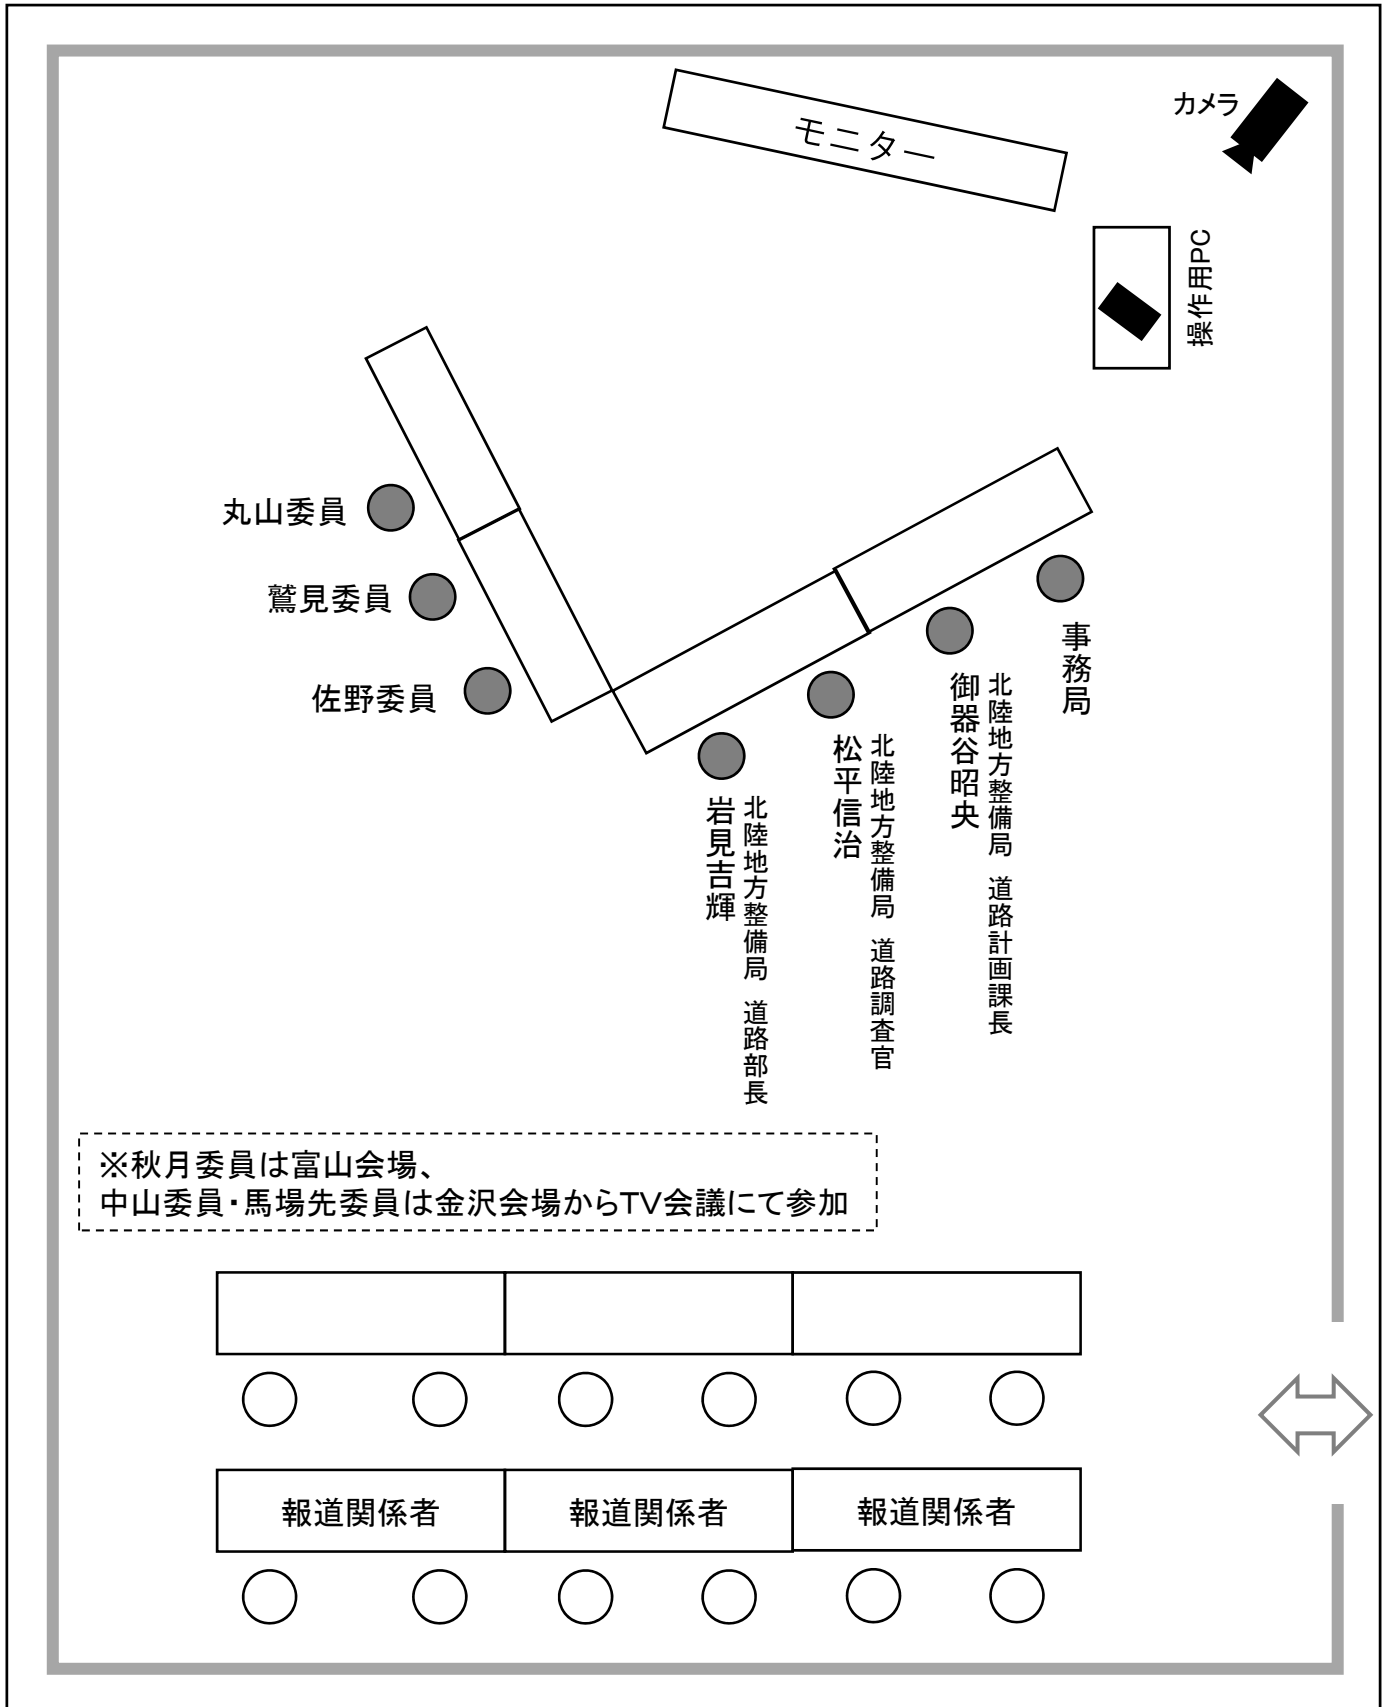 カメラ
モニター
操作用PC
丸山委員
鷲見委員
佐野委員
事務局
北陸地方整備局 道路計画課長
御器谷昭央
北陸地方整備局 道路調査官
松平信治
北陸地方整備局 道路部長
岩見吉輝
※秋月委員は富山会場、
中山委員・馬場先委員は金沢会場からTV会議にて参加
報道関係者
報道関係者
報道関係者